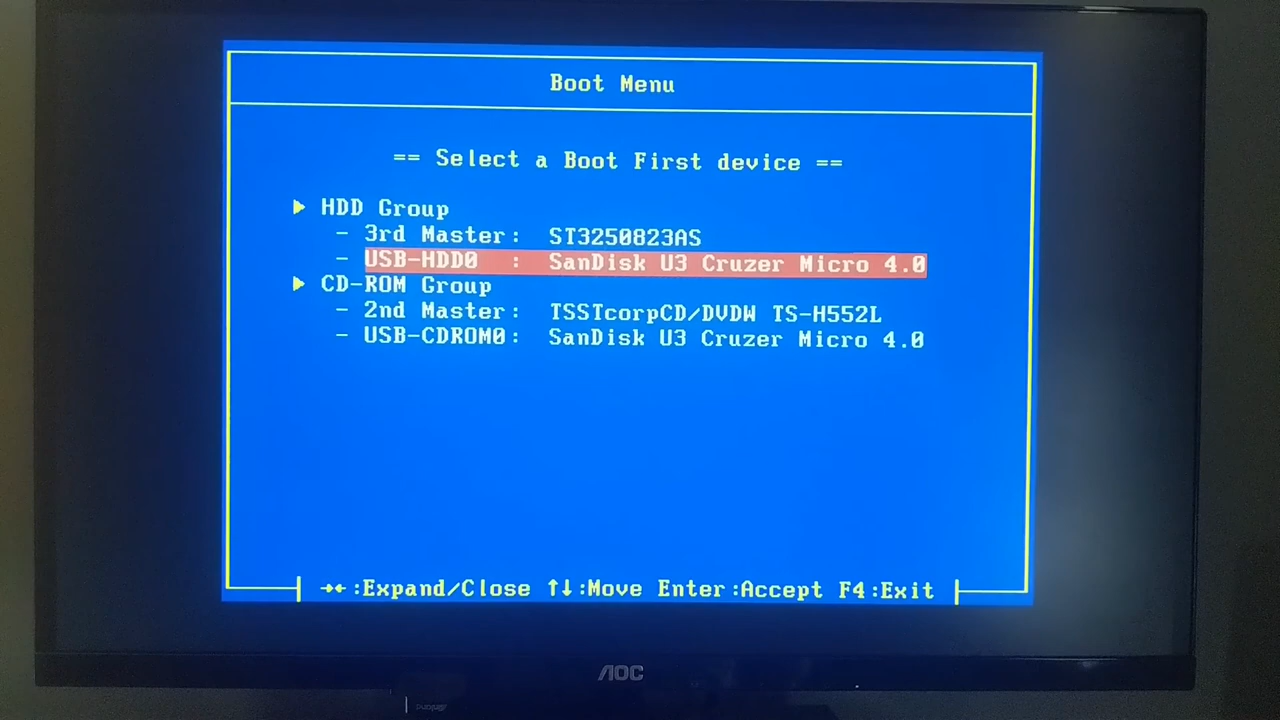 Boot Menu
== Select a Boot First device ==
▶ HDD Group
- 3rd Master: ST3250823AS
- USB-HDD0 : SanDisk U3 Cruzer Micro 4.0
▶ CD-ROM Group
- 2nd Master: TSSTcorpCD/DVDW TS-H552L
- USB-CDROM0: SanDisk U3 Cruzer Micro 4.0
→←:Expand/Close ↑↓:Move Enter:Accept F4:Exit
AOC